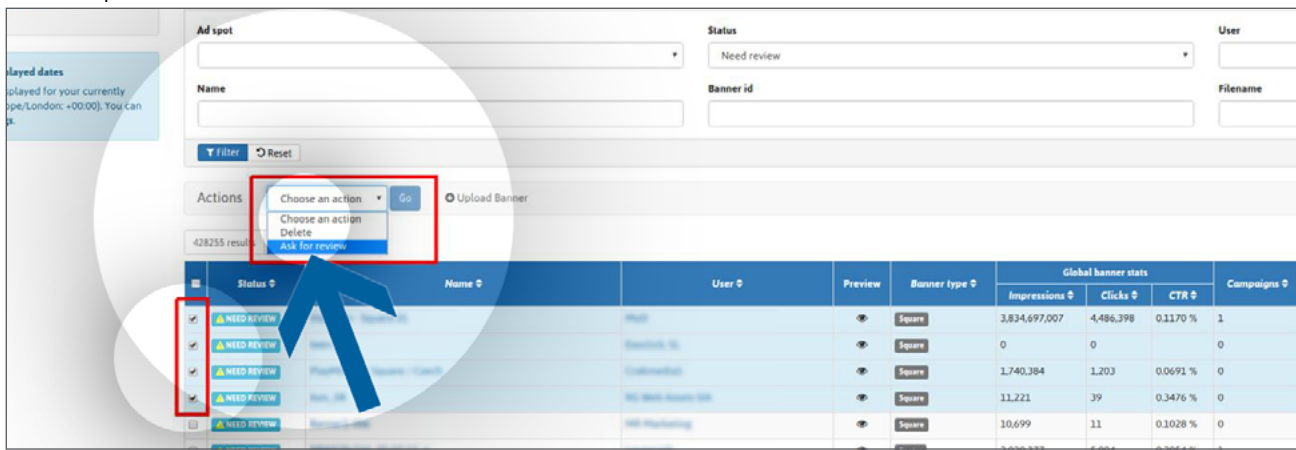 Ad spot Status User
Need review
played dates
splayed for your currently
ope/London: +00:00). You can
gs.
Name Banner id Filename
Filter Reset
Actions Choose an action Go Upload Banner
Choose an action
Delete
428255 results
Ask for review
Global banner stats
Status Name User Preview Banner type Campaigns
Impressions Clicks CTR
NEED REVIEW Square 3,834,697,007 4,486,398 0.1170 % 1
NEED REVIEW Square 0 0 0
NEED REVIEW Square 1,740,384 1,203 0.0691 % 0
NEED REVIEW Square 11,221 39 0.3476 % 0
NEED REVIEW Square 10,699 11 0.1028 % 0